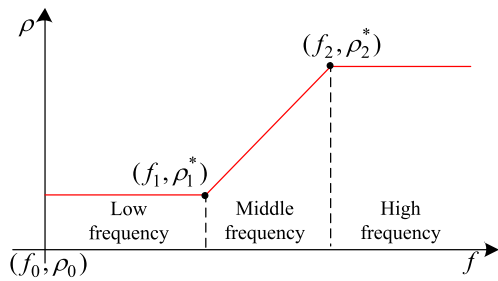 ρ
(f₂, ρ₂*)
(f₁, ρ₁*)
Low frequency
Middle frequency
High frequency
(f₀, ρ₀)
f